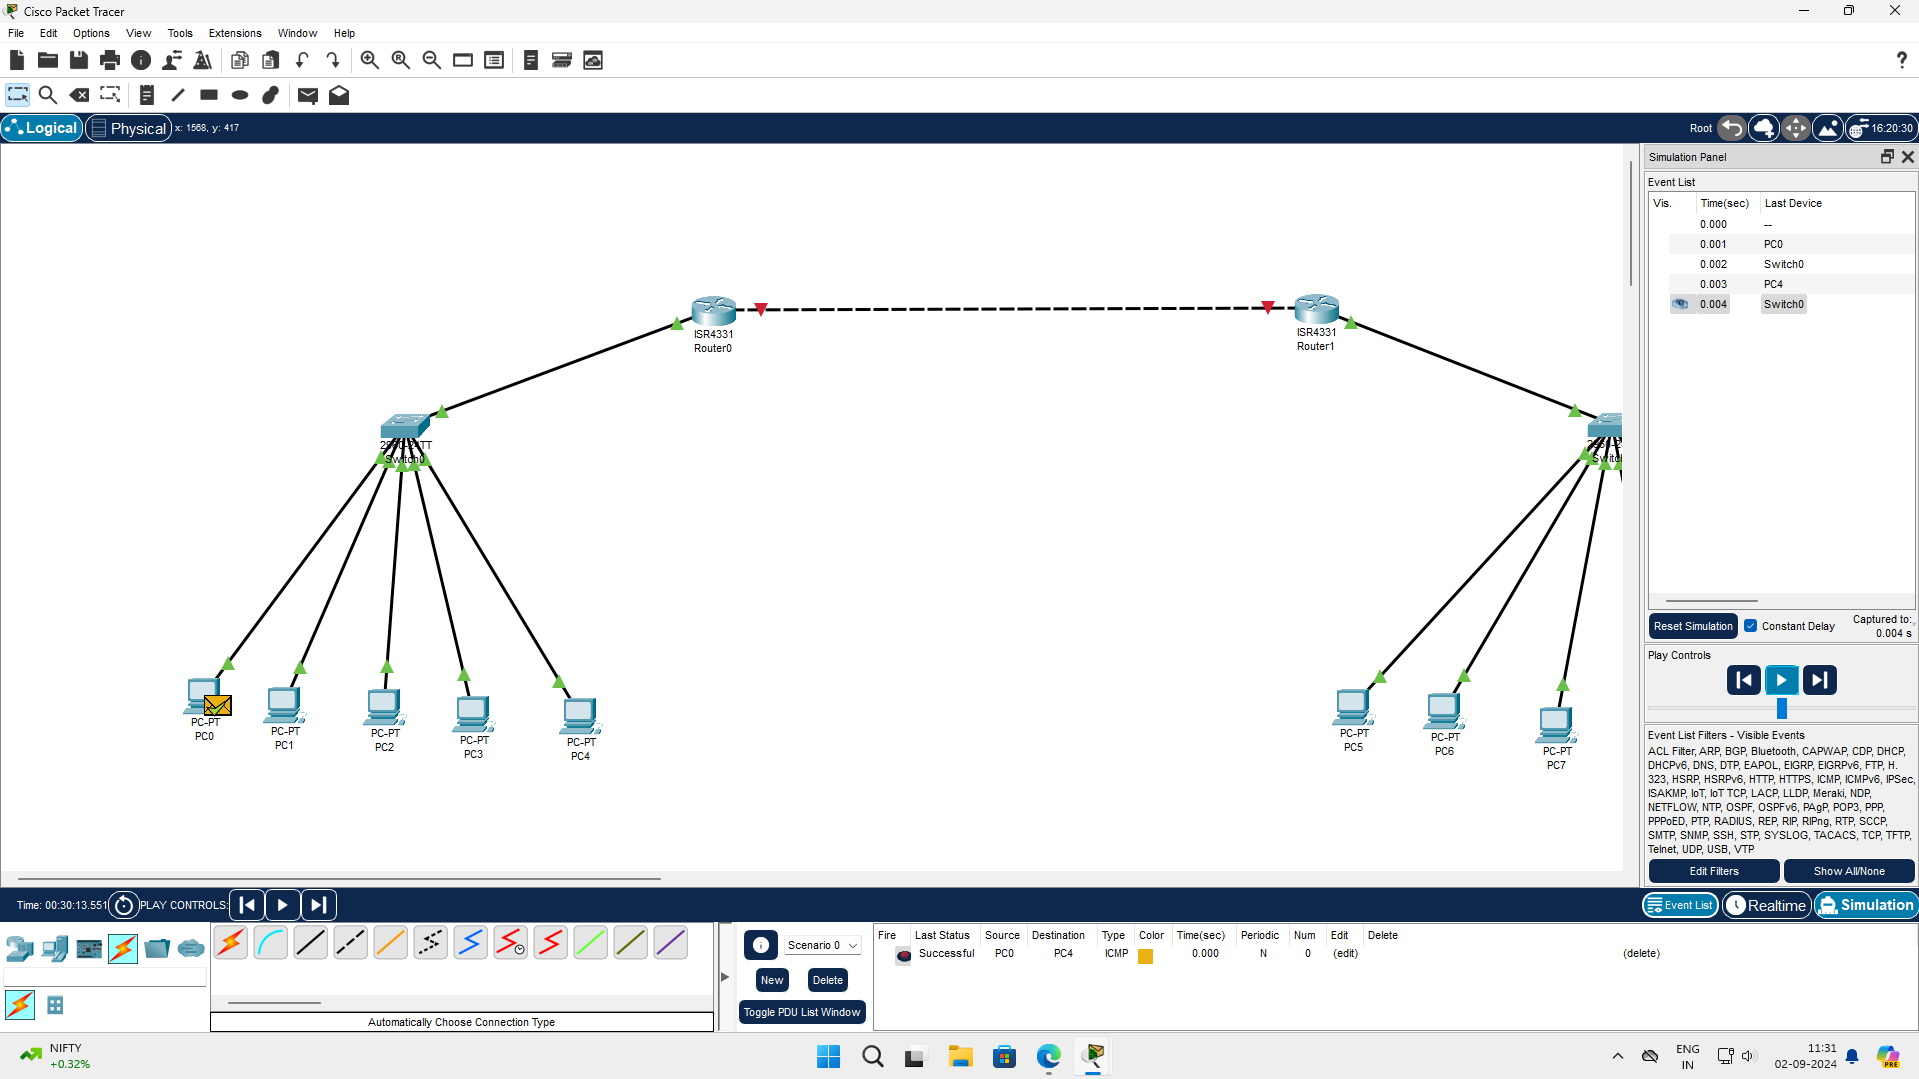 Cisco Packet Tracer
File Edit Options View Tools Extensions Window Help
Logical Physical x: 1568, y: 417 Root 16:20:30
Simulation Panel
Event List
Vis. Time(sec) Last Device
0.000 --
0.001 PC0
0.002 Switch0
0.003 PC4
0.004 Switch0
ISR4331
Router0
ISR4331
Router1
Switch0
PC-PT
PC0
PC-PT
PC1
PC-PT
PC2
PC-PT
PC3
PC-PT
PC4
PC-PT
PC5
PC-PT
PC6
PC-PT
PC7
Reset Simulation Constant Delay Captured to:
0.004 s
Play Controls
Event List Filters - Visible Events
ACL Filter, ARP, BGP, Bluetooth, CAPWAP, CDP, DHCP,
DHCPv6, DNS, DTP, EAPOL, EIGRP, EIGRPv6, FTP, H.
323, HSRP, HSRPv6, HTTP, HTTPS, ICMP, ICMPv6, IPSec,
ISAKMP, IoT, IoT TCP, LACP, LLDP, Meraki, NDP,
NETFLOW, NTP, OSPF, OSPFv6, PAgP, POP3, PPP,
PPPoED, PTP, RADIUS, REP, RIP, RIPng, RTP, SCCP,
SMTP, SNMP, SSH, STP, SYSLOG, TACACS, TCP, TFTP,
Telnet, UDP, USB, VTP
Edit Filters Show All/None
Time: 00:30:13.551 PLAY CONTROLS: Event List Realtime Simulation
Scenario 0
New Delete
Toggle PDU List Window
Fire Last Status Source Destination Type Color Time(sec) Periodic Num Edit Delete
Successful PC0 PC4 ICMP 0.000 N 0 (edit) (delete)
Automatically Choose Connection Type
NIFTY
+0.32%
ENG
IN
11:31
02-09-2024
PRE